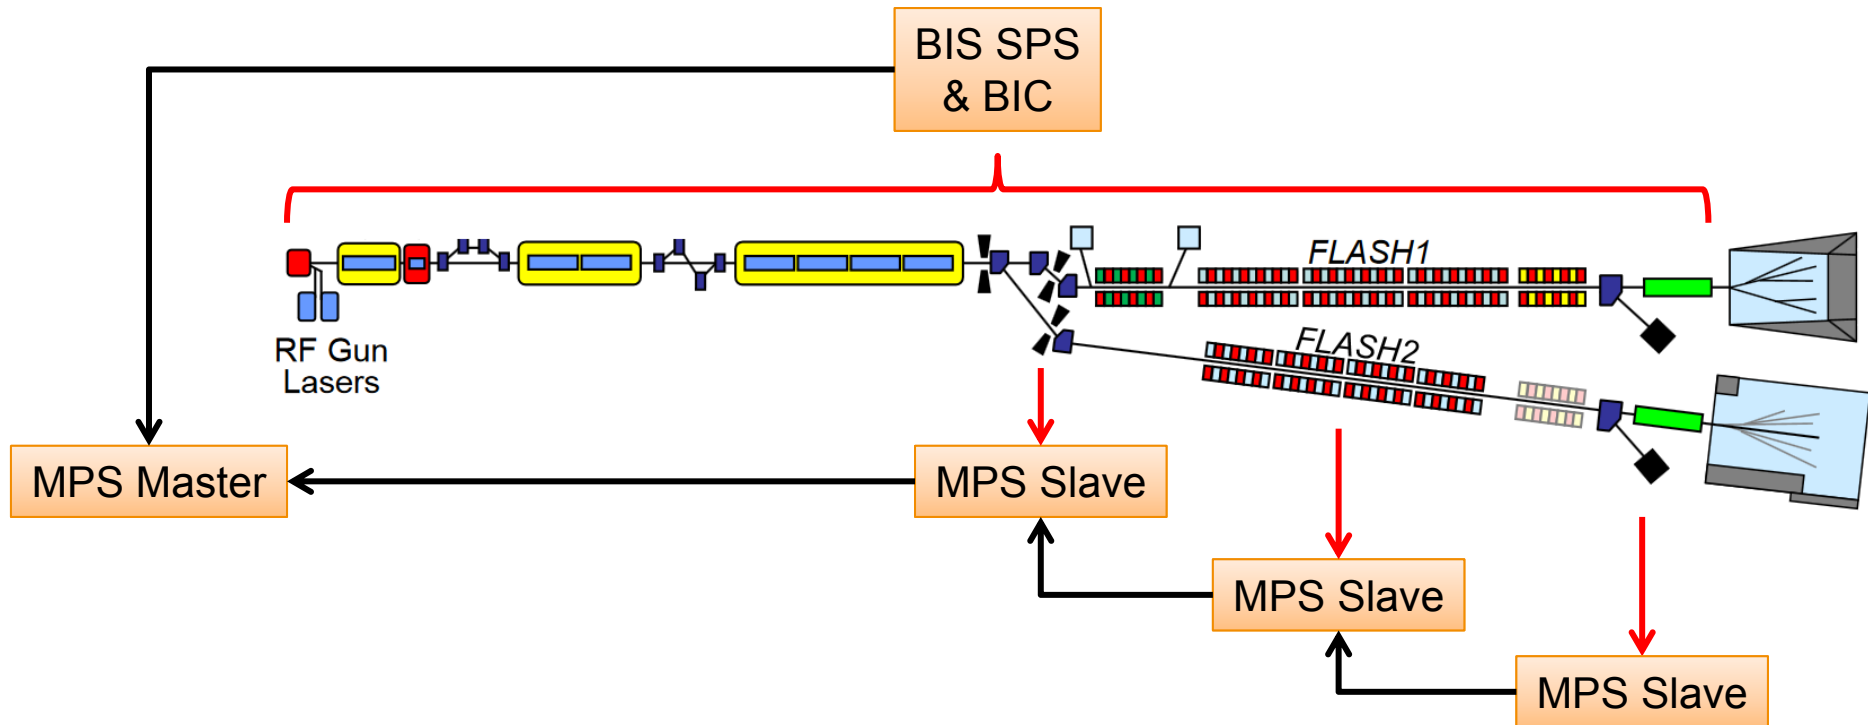 BIS SPS
& BIC
FLASH1
RF Gun
Lasers
FLASH2
MPS Master
MPS Slave
MPS Slave
MPS Slave